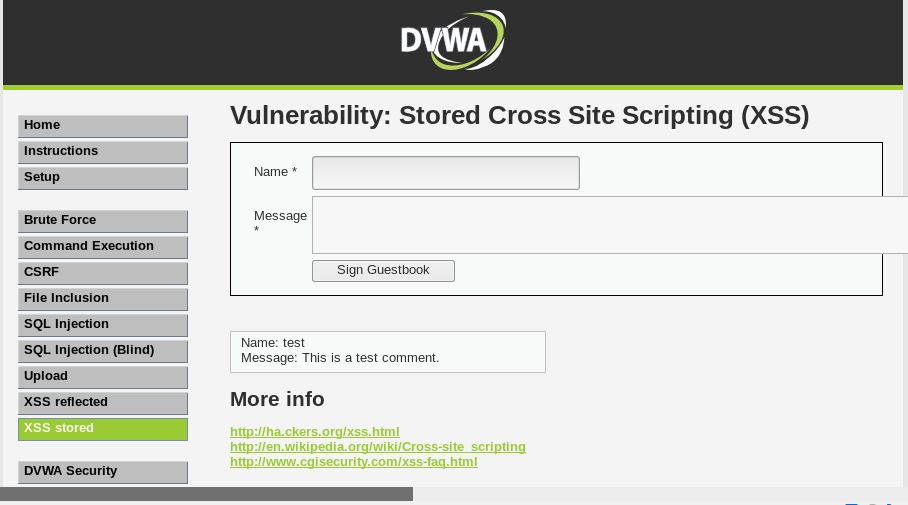 DVWA
Home
Instructions
Setup
Brute Force
Command Execution
CSRF
File Inclusion
SQL Injection
SQL Injection (Blind)
Upload
XSS reflected
XSS stored
DVWA Security
Vulnerability: Stored Cross Site Scripting (XSS)
Name *
Message
*
Sign Guestbook
Name: test
Message: This is a test comment.
More info
http://ha.ckers.org/xss.html
http://en.wikipedia.org/wiki/Cross-site_scripting
http://www.cgisecurity.com/xss-faq.html